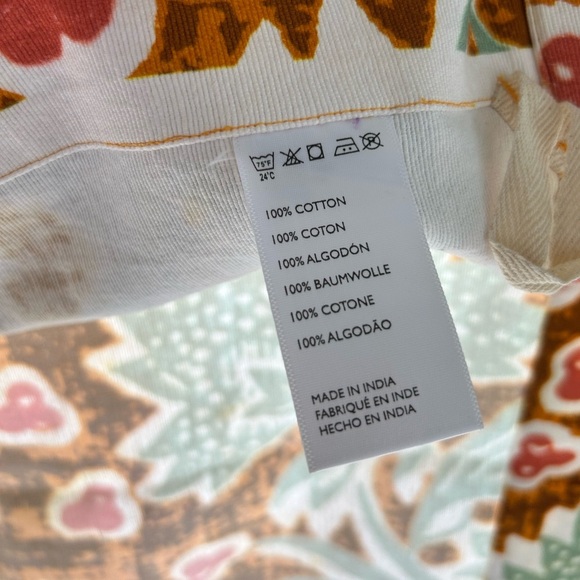 75°F
24°C
100% COTTON
100% COTON
100% ALGODÓN
100% BAUMWOLLE
100% COTONE
100% ALGODÃO
MADE IN INDIA
FABRIQUÉ EN INDE
HECHO EN INDIA